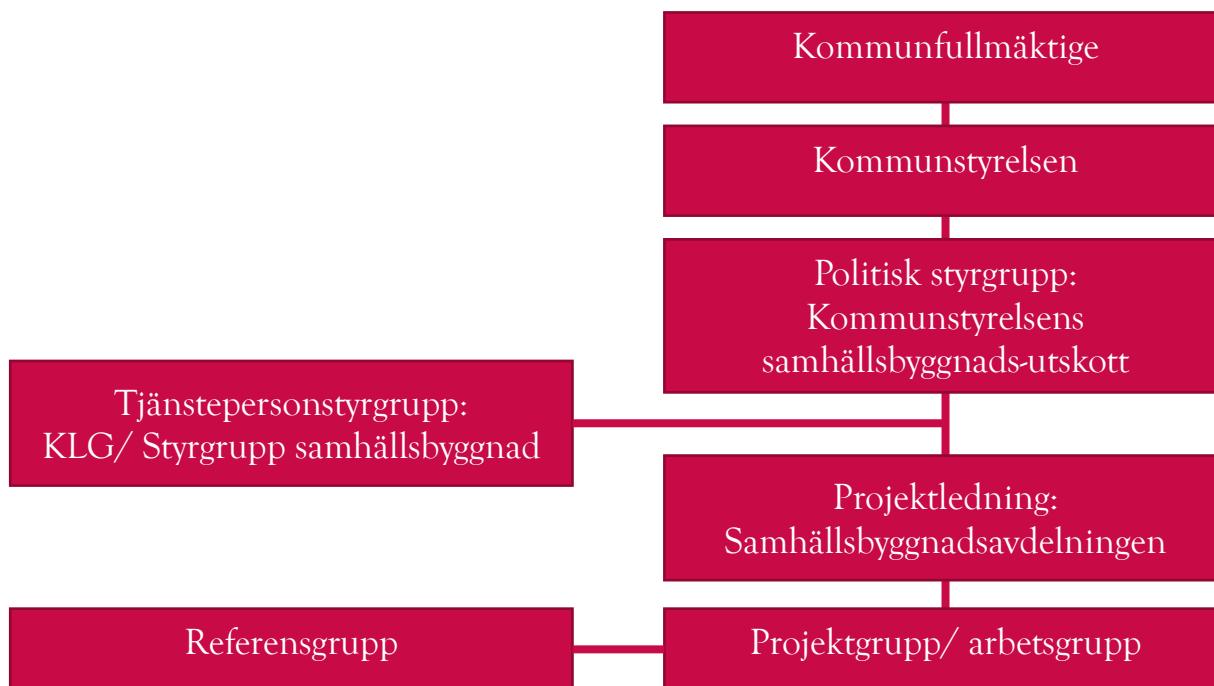 Kommunfullmäktige
Kommunstyrelsen
Politisk styrgrupp:
Kommunstyrelsens
samhällsbyggnads-utskott
Tjänstepersonstyrgrupp:
KLG/ Styrgrupp samhällsbyggnad
Projektledning:
Samhällsbyggnadsavdelningen
Referensgrupp
Projektgrupp/ arbetsgrupp